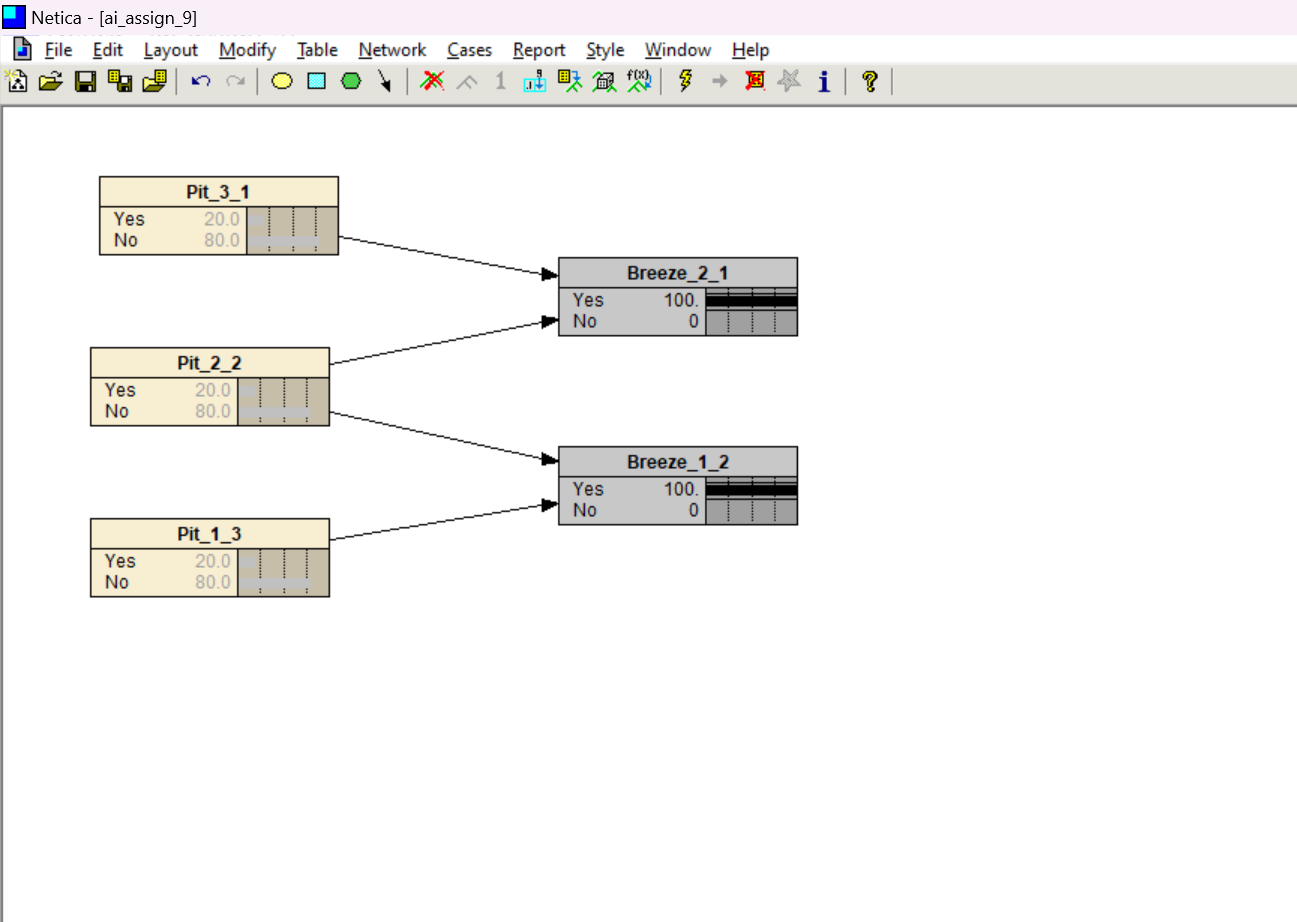 Netica - [ai_assign_9]
File Edit Layout Modify Table Network Cases Report Style Window Help
1 f(x) i ?
Pit_3_1
Yes 20.0
No 80.0
Breeze_2_1
Yes 100.
No 0
Pit_2_2
Yes 20.0
No 80.0
Breeze_1_2
Yes 100.
No 0
Pit_1_3
Yes 20.0
No 80.0